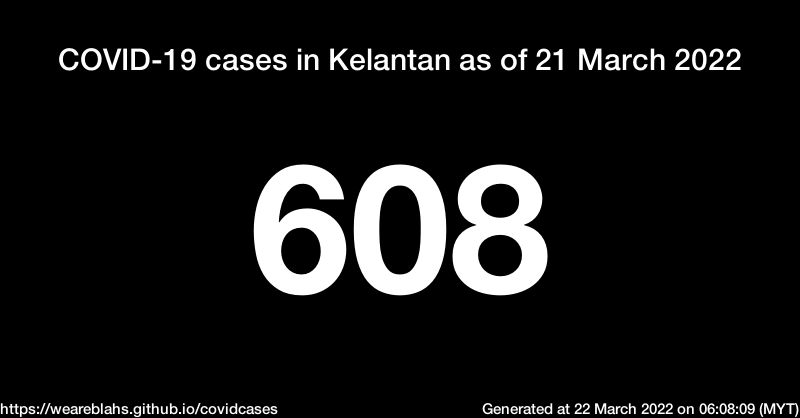 COVID-19 cases in Kelantan as of 21 March 2022
608
https://weareblahs.github.io/covidcases
Generated at 22 March 2022 on 06:08:09 (MYT)